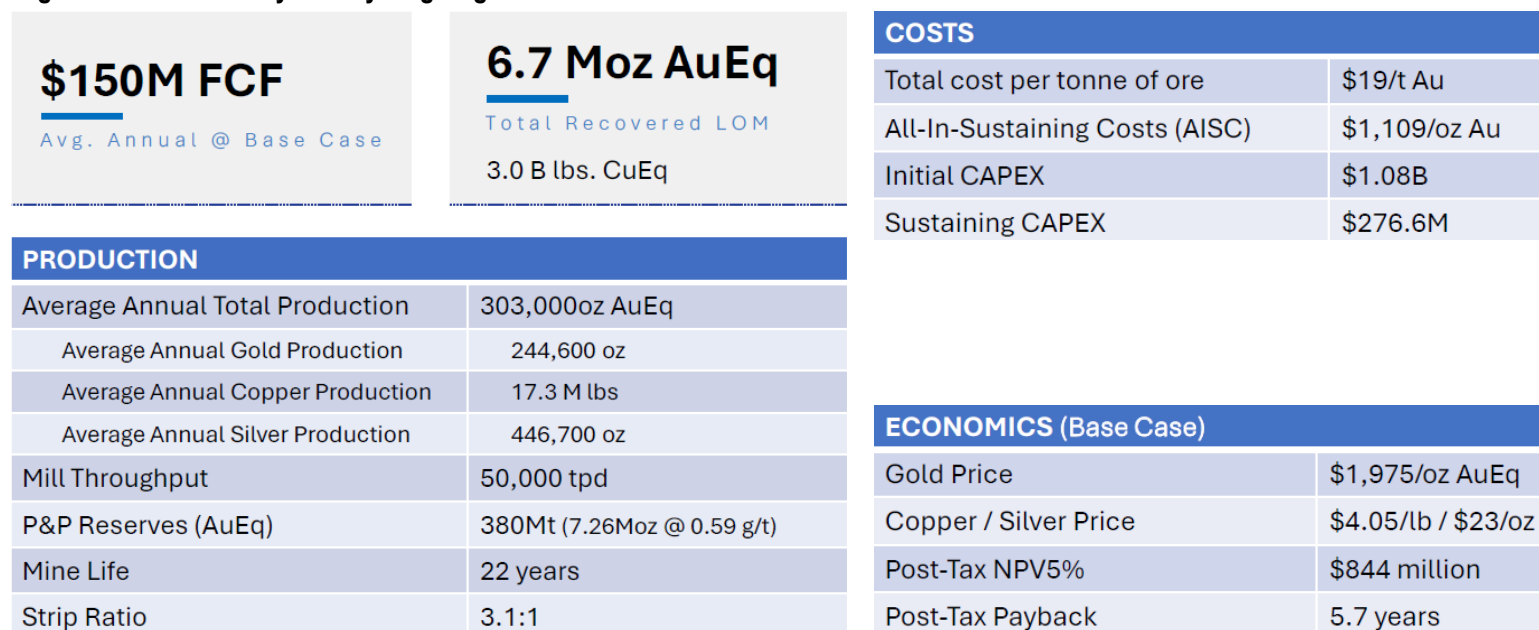 $150M FCF
Avg. Annual @ Base Case
6.7 Moz AuEq
Total Recovered LOM
3.0 B lbs. CuEq
PRODUCTION
Average Annual Total Production 303,000oz AuEq
Average Annual Gold Production 244,600 oz
Average Annual Copper Production 17.3 M lbs
Average Annual Silver Production 446,700 oz
Mill Throughput 50,000 tpd
P&P Reserves (AuEq) 380Mt (7.26Moz @ 0.59 g/t)
Mine Life 22 years
Strip Ratio 3.1:1
COSTS
Total cost per tonne of ore $19/t Au
All-In-Sustaining Costs (AISC) $1,109/oz Au
Initial CAPEX $1.08B
Sustaining CAPEX $276.6M
ECONOMICS (Base Case)
Gold Price $1,975/oz AuEq
Copper / Silver Price $4.05/lb / $23/oz
Post-Tax NPV5% $844 million
Post-Tax Payback 5.7 years